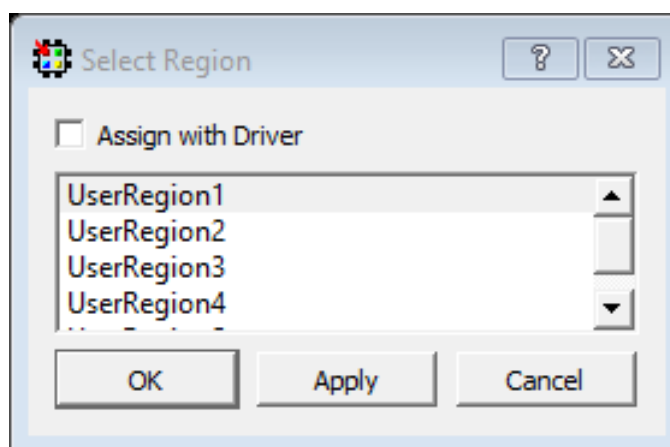 Select Region
Assign with Driver
UserRegion1
UserRegion2
UserRegion3
UserRegion4
OK Apply Cancel